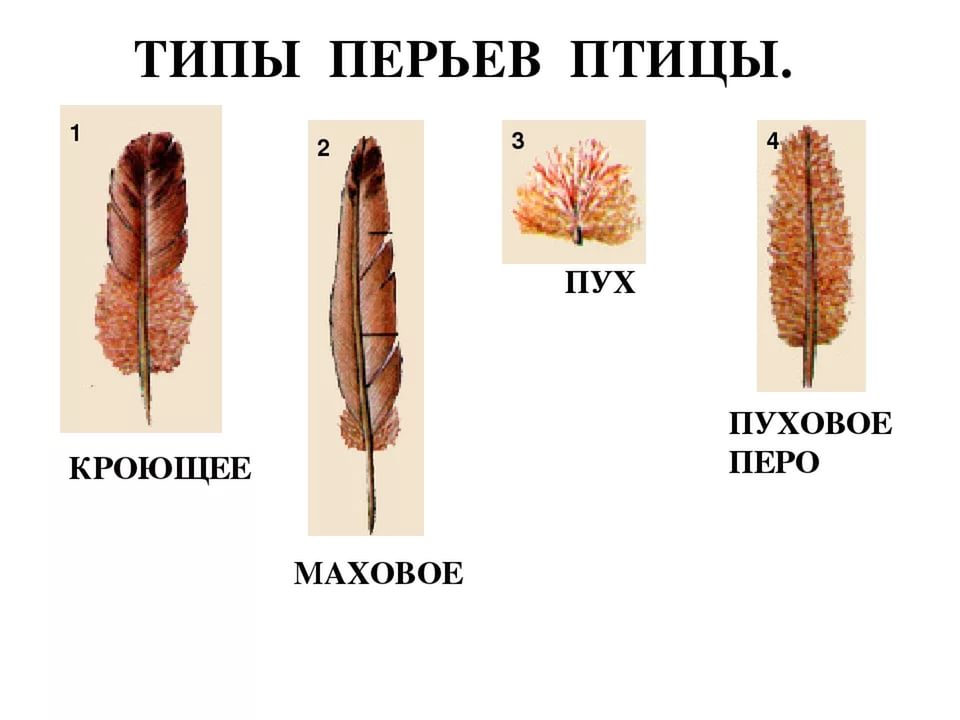 ТИПЫ ПЕРЬЕВ ПТИЦЫ.
1
2
3
4
ПУХ
ПУХОВОЕ
ПЕРО
КРОЮЩЕЕ
МАХОВОЕ